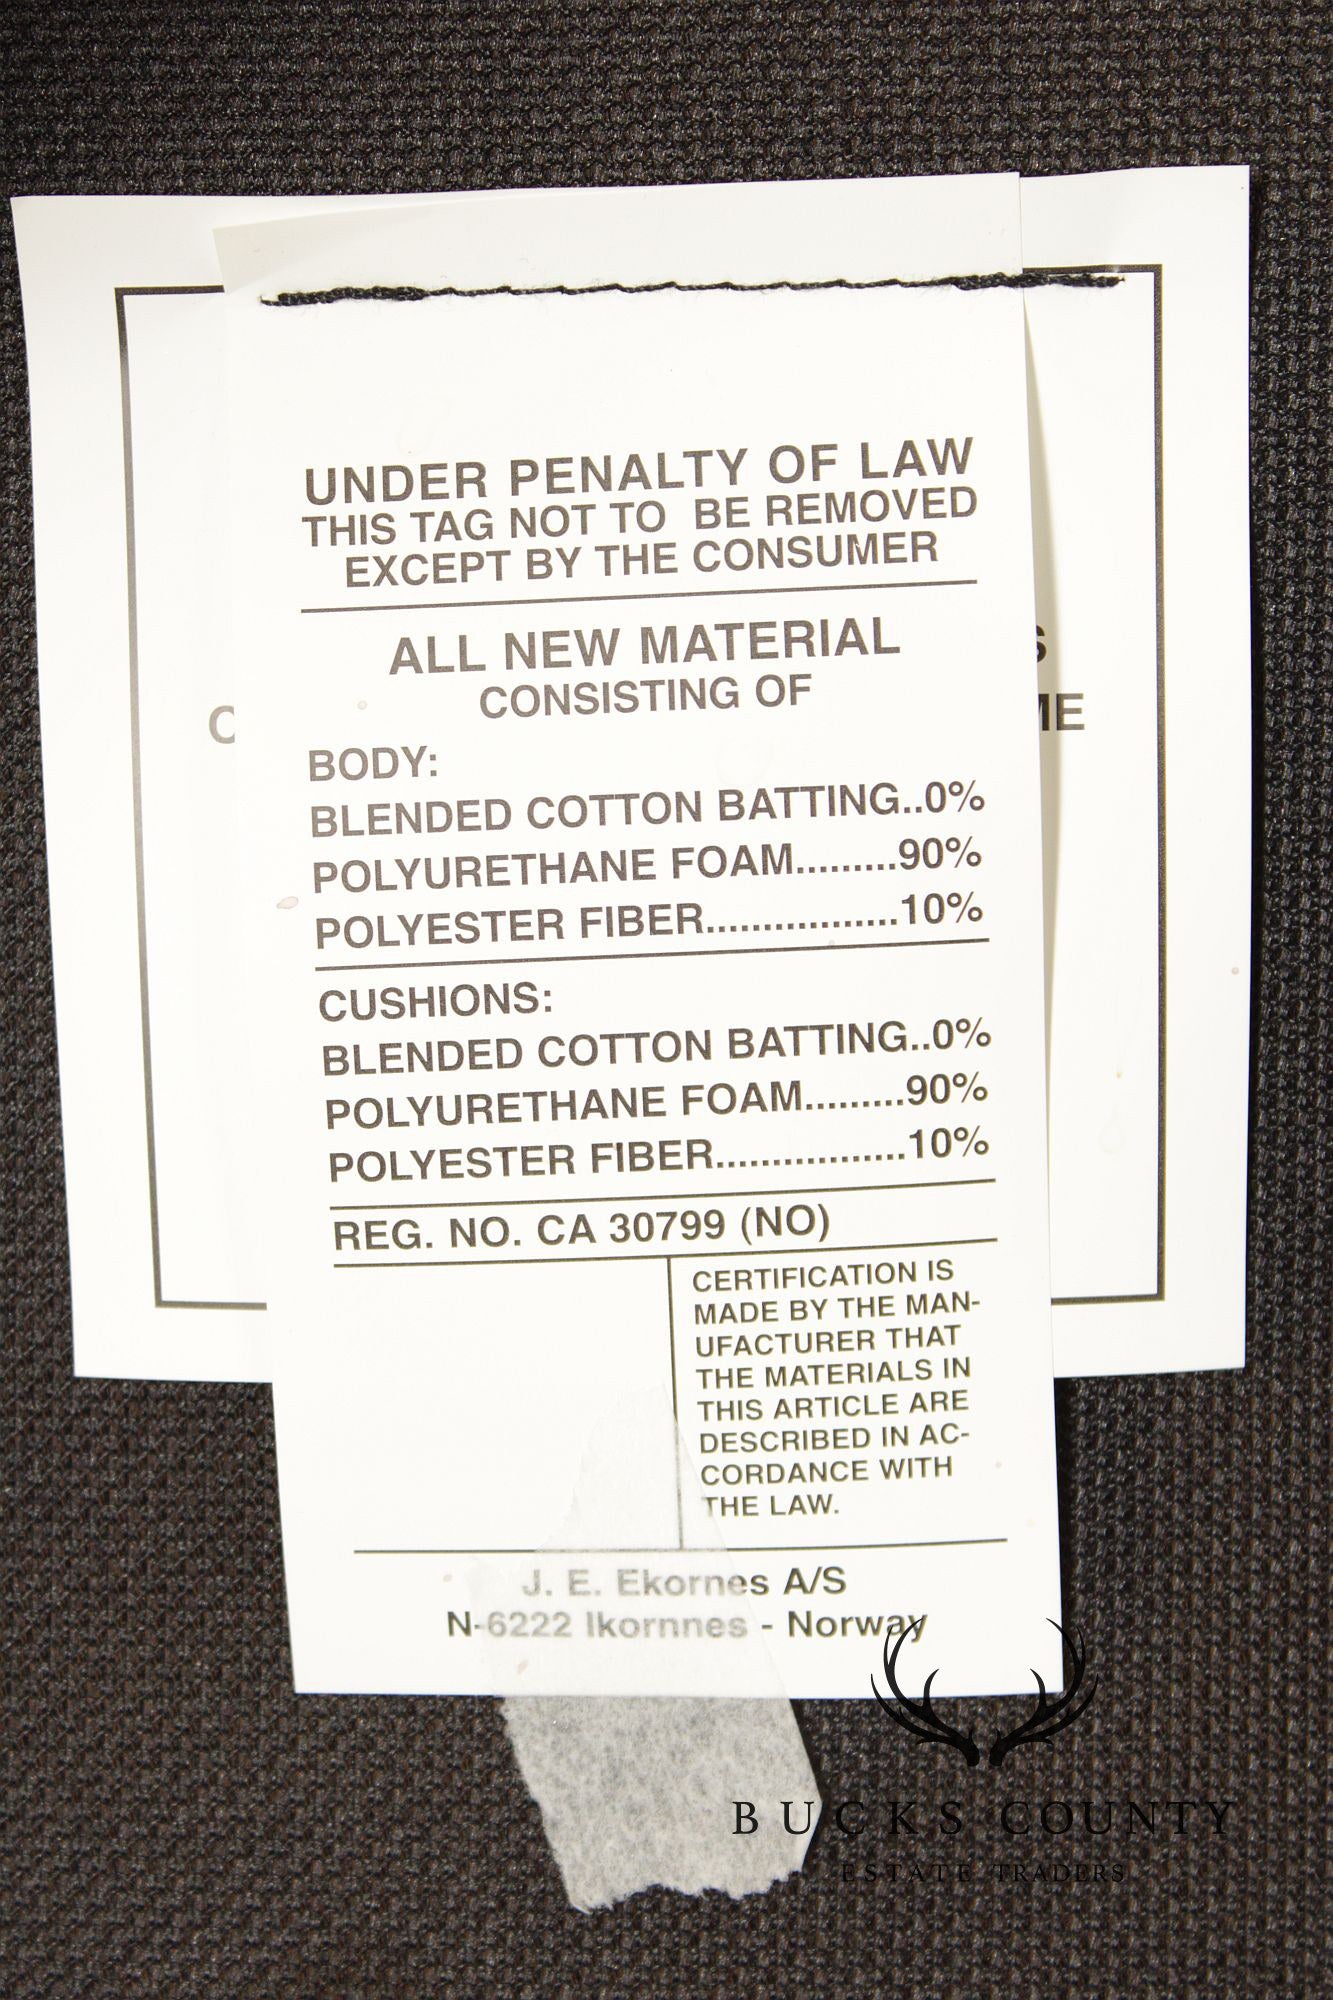 UNDER PENALTY OF LAW
THIS TAG NOT TO BE REMOVED
EXCEPT BY THE CONSUMER
ALL NEW MATERIAL
CONSISTING OF
BODY:
BLENDED COTTON BATTING..0%
POLYURETHANE FOAM.........90%
POLYESTER FIBER.................10%
CUSHIONS:
BLENDED COTTON BATTING..0%
POLYURETHANE FOAM.........90%
POLYESTER FIBER.................10%
REG. NO. CA 30799 (NO)
CERTIFICATION IS
MADE BY THE MAN-
UFACTURER THAT
THE MATERIALS IN
THIS ARTICLE ARE
DESCRIBED IN AC-
CORDANCE WITH
THE LAW.
J. E. Ekornes A/S
N-6222 Ikornnes - Norway
BUCKS COUNTY
ESTATE TRADERS